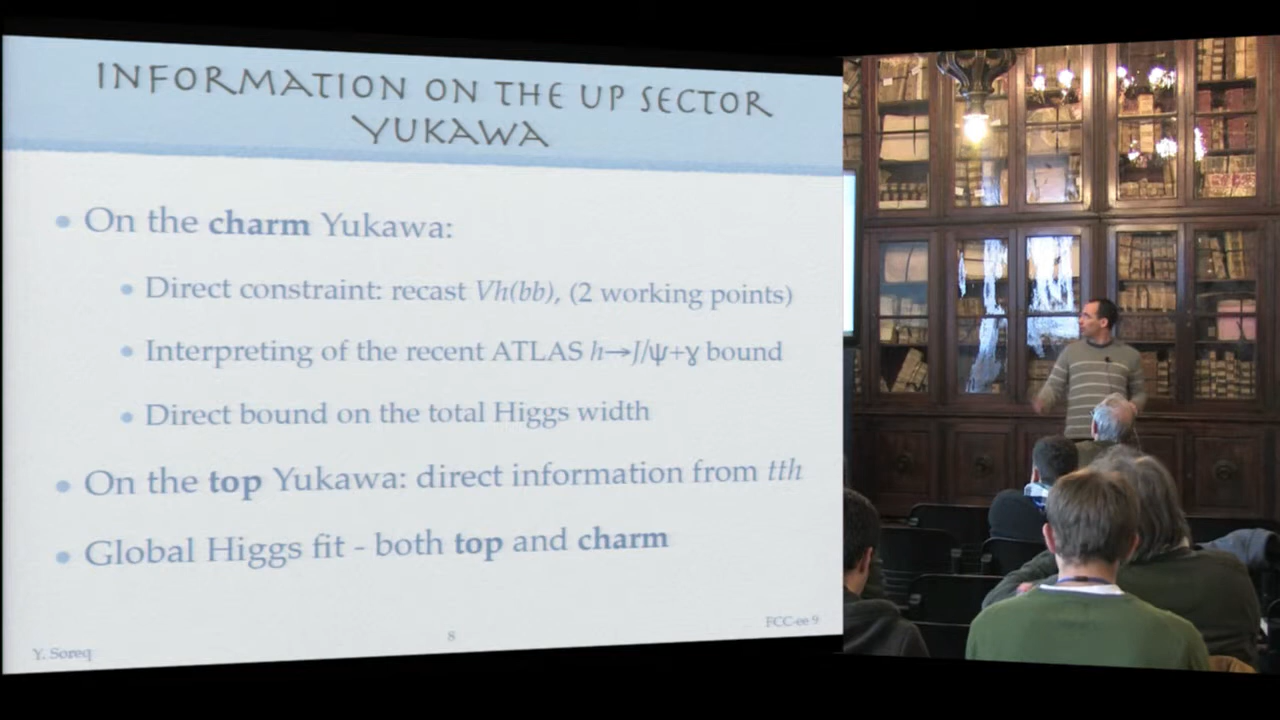 INFORMATION ON THE UP SECTOR
YUKAWA
• On the charm Yukawa:
• Direct constraint: recast Vh(bb), (2 working points)
• Interpreting of the recent ATLAS h→J/ψ+γ bound
• Direct bound on the total Higgs width
• On the top Yukawa: direct information from tth
• Global Higgs fit - both top and charm
Y. Soreq
8
FCC-ee 9